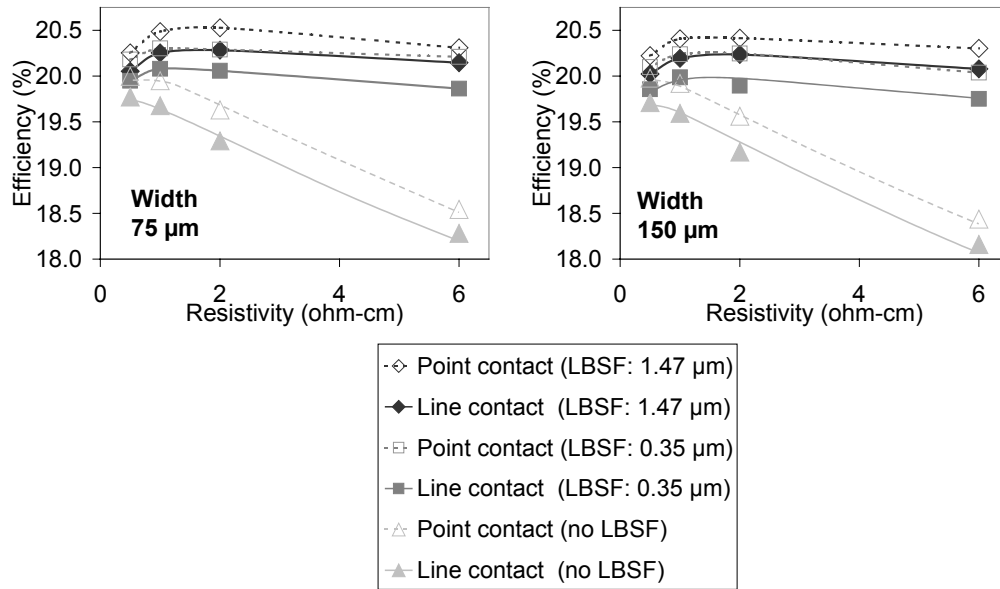 20.5
20.0
19.5
19.0
18.5
18.0
Efficiency (%)
Width
75 µm
0
2
4
6
Resistivity (ohm-cm)
20.5
20.0
19.5
19.0
18.5
18.0
Efficiency (%)
Width
150 µm
0
2
4
6
Resistivity (ohm-cm)
Point contact (LBSF: 1.47 µm)
Line contact (LBSF: 1.47 µm)
Point contact (LBSF: 0.35 µm)
Line contact (LBSF: 0.35 µm)
Point contact (no LBSF)
Line contact (no LBSF)